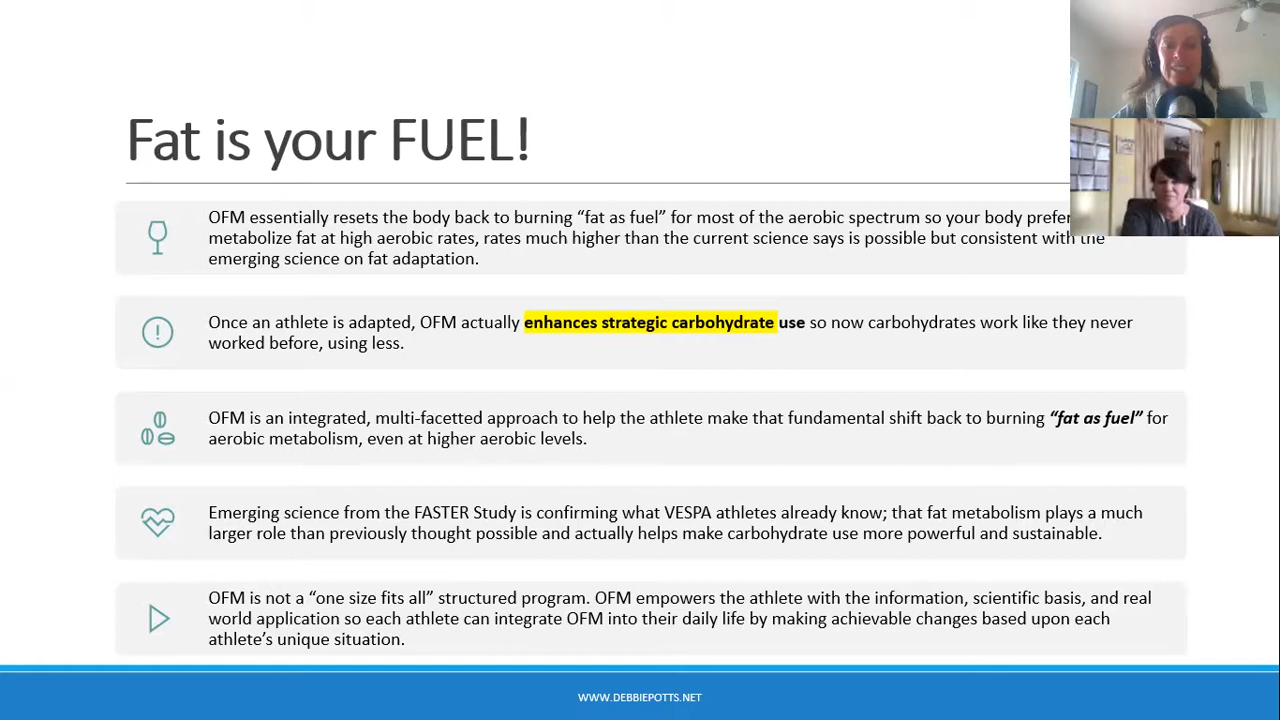 Fat is your FUEL!
OFM essentially resets the body back to burning “fat as fuel” for most of the aerobic spectrum so your body
metabolize fat at high aerobic rates, rates much higher than the current science says is possible but consistent with the
emerging science on fat adaptation.
Once an athlete is adapted, OFM actually enhances strategic carbohydrate use so now carbohydrates work like they never
worked before, using less.
OFM is an integrated, multi-facetted approach to help the athlete make that fundamental shift back to burning “fat as fuel” for
aerobic metabolism, even at higher aerobic levels.
Emerging science from the FASTER Study is confirming what VESPA athletes already know; that fat metabolism plays a much
larger role than previously thought possible and actually helps make carbohydrate use more powerful and sustainable.
OFM is not a “one size fits all” structured program. OFM empowers the athlete with the information, scientific basis, and real
world application so each athlete can integrate OFM into their daily life by making achievable changes based upon each
athlete’s unique situation.
WWW.DEBBIEPOTTS.NET